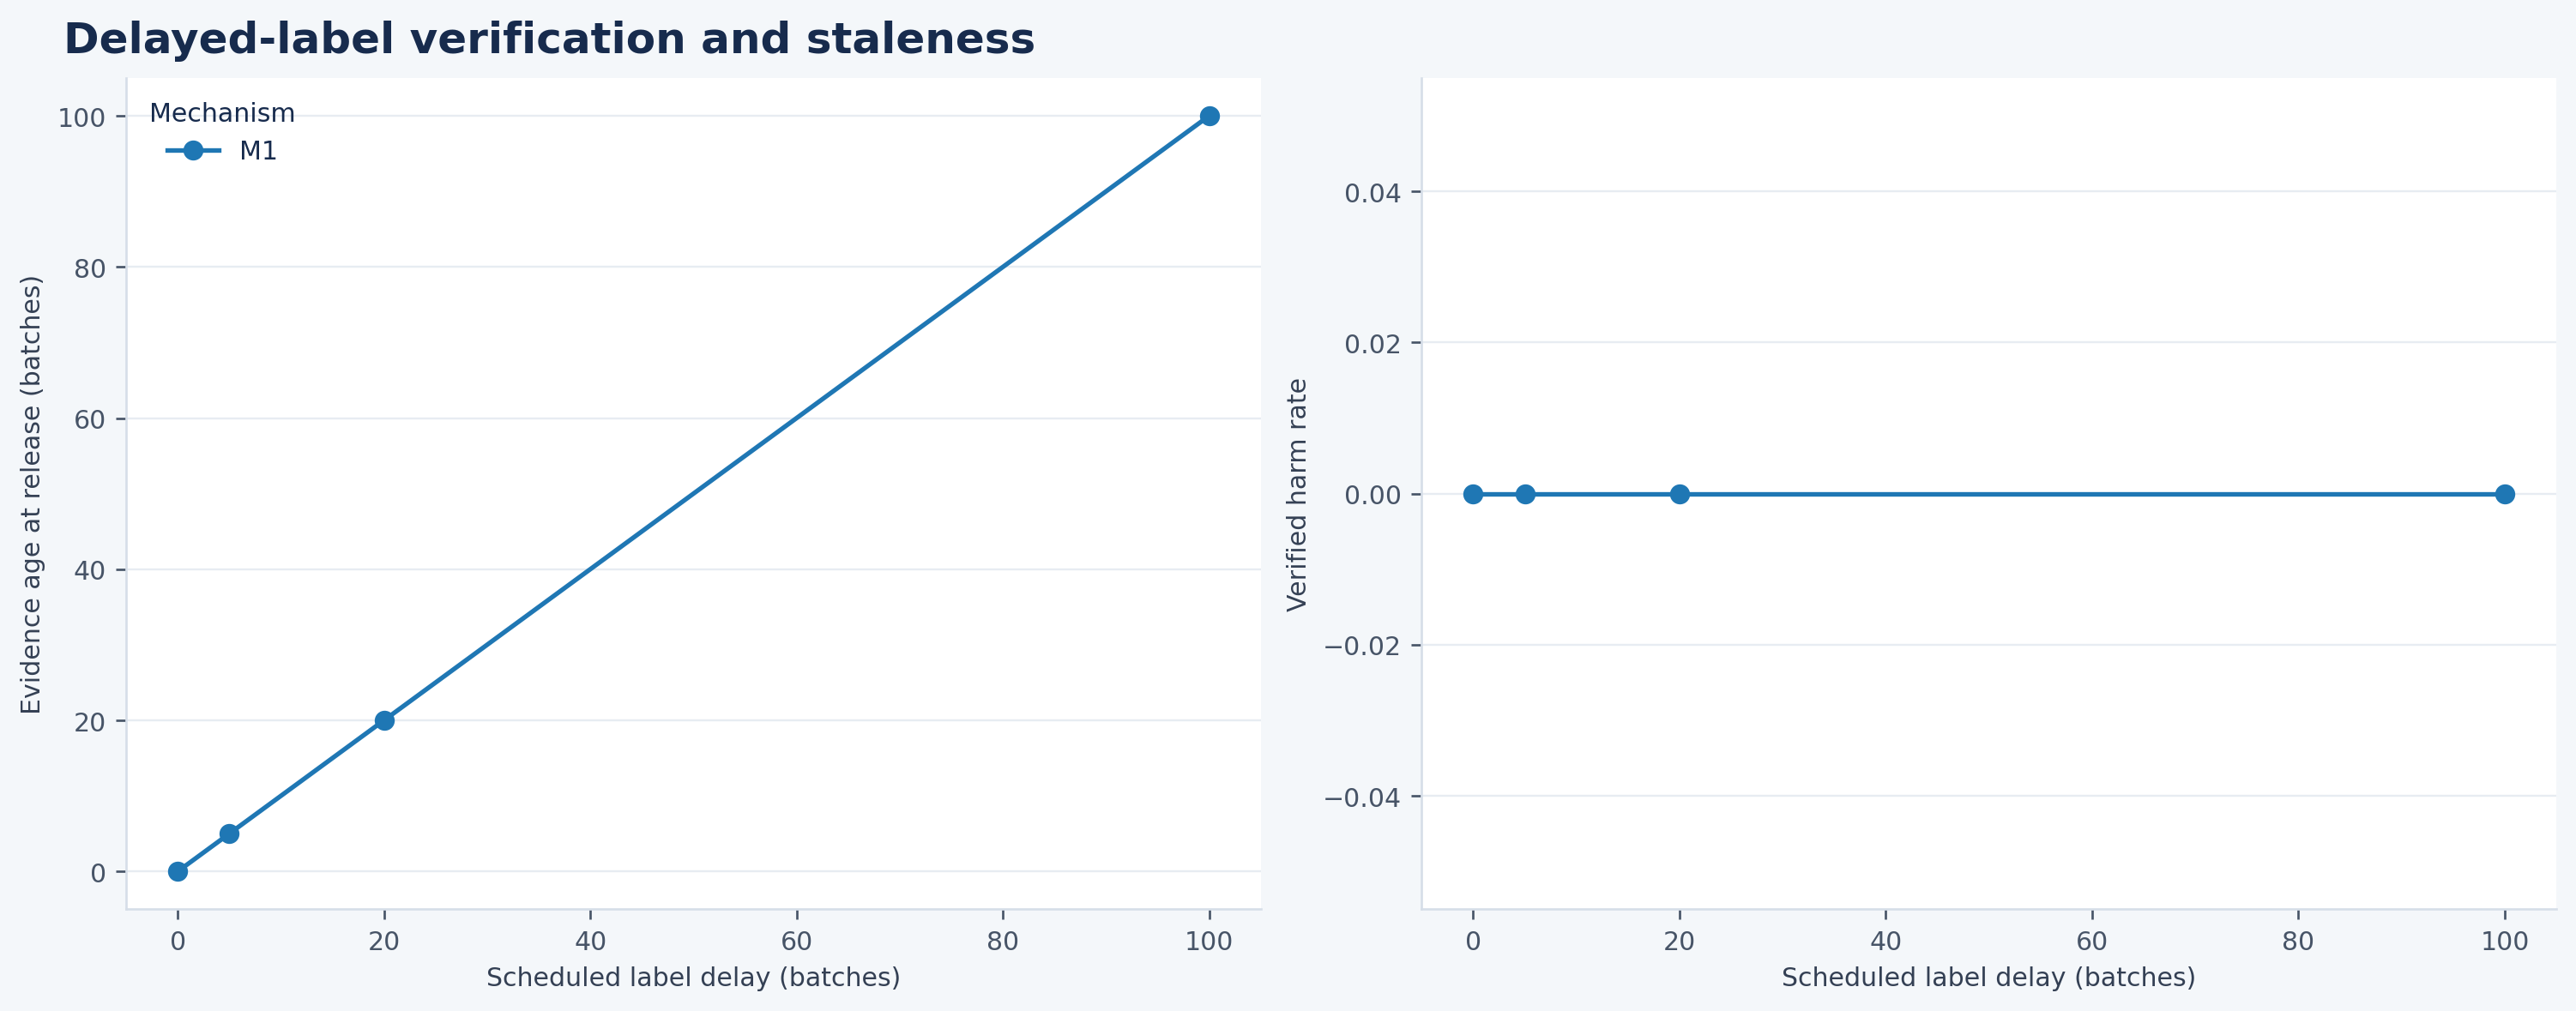 Delayed-label verification and staleness
Mechanism
M1
Evidence age at release (batches)
100
80
60
40
20
0
0 20 40 60 80 100
Scheduled label delay (batches)
Verified harm rate
0.04
0.02
0.00
−0.02
−0.04
0 20 40 60 80 100
Scheduled label delay (batches)